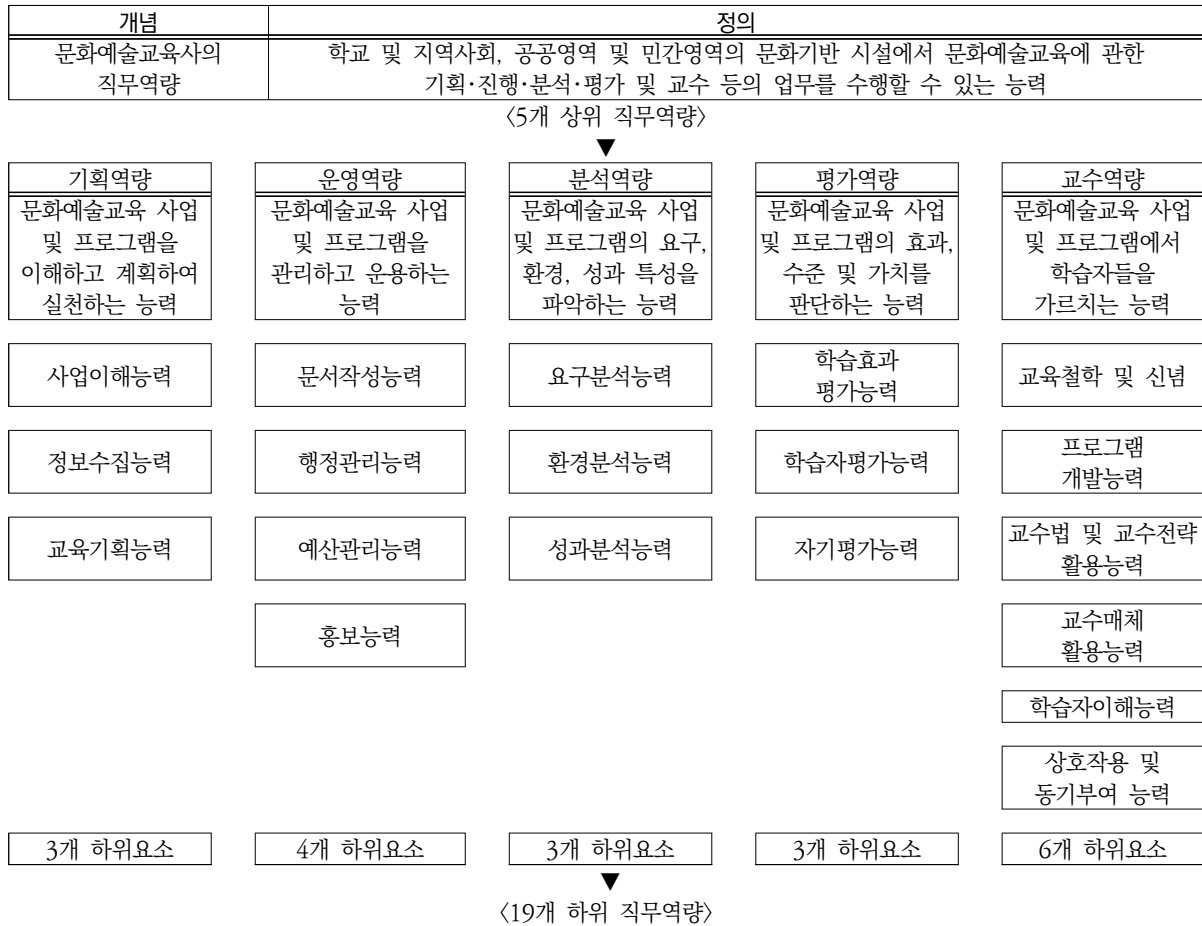 개념
정의
문화예술교육사의
직무역량
학교 및 지역사회, 공공영역 및 민간영역의 문화기반 시설에서 문화예술교육에 관한
기획·진행·분석·평가 및 교수 등의 업무를 수행할 수 있는 능력
〈5개 상위 직무역량〉
▼
기획역량
문화예술교육 사업
및 프로그램을
이해하고 계획하여
실천하는 능력
운영역량
문화예술교육 사업
및 프로그램을
관리하고 운용하는
능력
분석역량
문화예술교육 사업
및 프로그램의 요구,
환경, 성과 특성을
파악하는 능력
평가역량
문화예술교육 사업
및 프로그램의 효과,
수준 및 가치를
판단하는 능력
교수역량
문화예술교육 사업
및 프로그램에서
학습자들을
가르치는 능력
사업이해능력
문서작성능력
요구분석능력
학습효과
평가능력
교육철학 및 신념
정보수집능력
행정관리능력
환경분석능력
학습자평가능력
프로그램
개발능력
교육기획능력
예산관리능력
성과분석능력
자기평가능력
교수법 및 교수전략
활용능력
홍보능력
교수매체
활용능력
학습자이해능력
상호작용 및
동기부여 능력
3개 하위요소
4개 하위요소
3개 하위요소
3개 하위요소
6개 하위요소
▼
〈19개 하위 직무역량〉